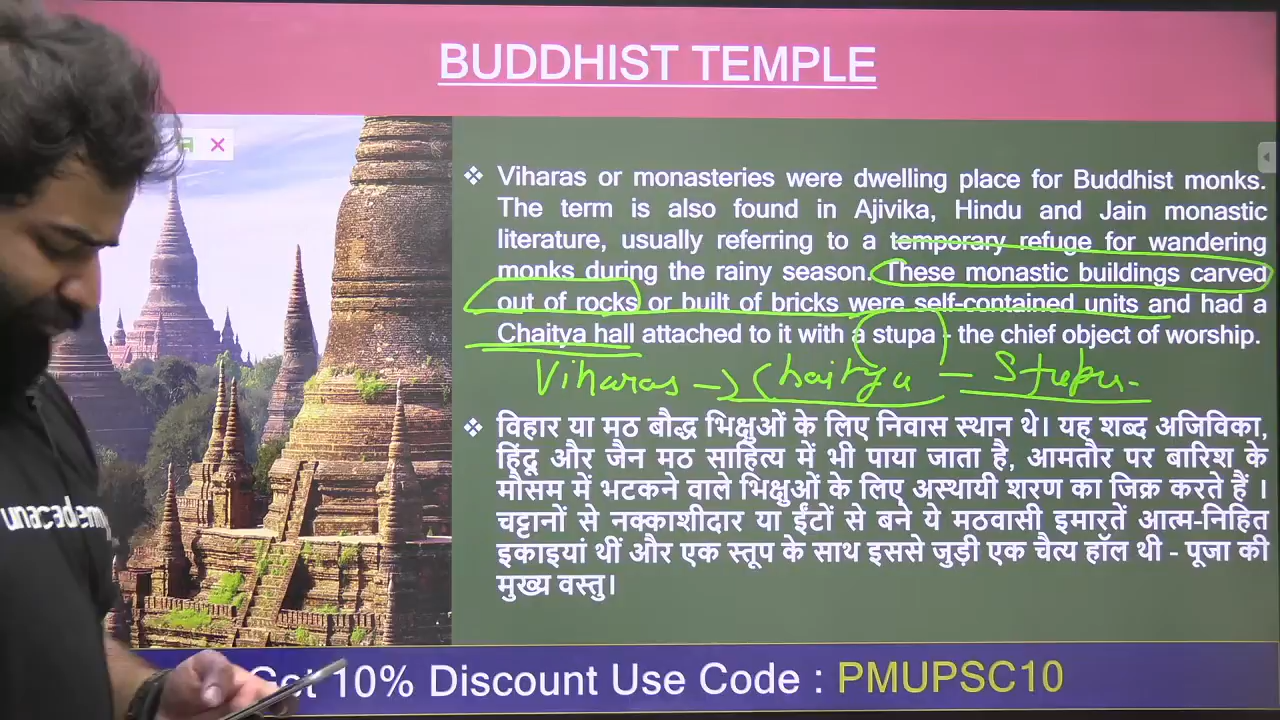 BUDDHIST TEMPLE
❖ Viharas or monasteries were dwelling place for Buddhist monks.
The term is also found in Ajivika, Hindu and Jain monastic
literature, usually referring to a temporary refuge for wandering
monks during the rainy season. These monastic buildings carved
out of rocks or built of bricks were self-contained units and had a
Chaitya hall attached to it with a stupa - the chief object of worship.
Viharas → Chaitya - Stupa.
❖ विहार या मठ बौद्ध भिक्षुओं के लिए निवास स्थान थे। यह शब्द अजिविका,
हिंदू और जैन मठ साहित्य में भी पाया जाता है, आमतौर पर बारिश के
मौसम में भटकने वाले भिक्षुओं के लिए अस्थायी शरण का जिक्र करते हैं ।
चट्टानों से नक्काशीदार या ईंटों से बने ये मठवासी इमारतें आत्म-निहित
इकाइयां थीं और एक स्तूप के साथ इससे जुड़ी एक चैत्य हॉल थी - पूजा की
मुख्य वस्तु।
unacademy
Get 10% Discount Use Code : PMUPSC10